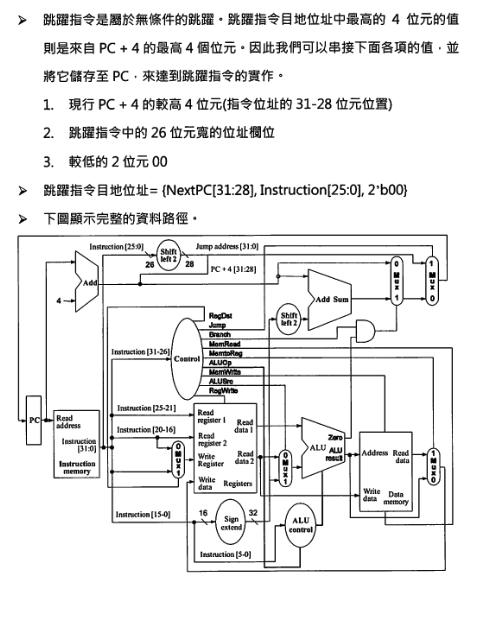 ➢ 跳躍指令是屬於無條件的跳躍。跳躍指令目地位址中最高的 4 位元的值
則是來自 PC + 4 的最高 4 個位元。因此我們可以串接下面各項的值，並
將它儲存至 PC，來達到跳躍指令的實作。
1. 現行 PC + 4 的較高 4 位元(指令位址的 31-28 位元位置)
2. 跳躍指令中的 26 位元寬的位址欄位
3. 較低的 2 位元 00
➢ 跳躍指令目地位址= {NextPC[31:28], Instruction[25:0], 2'b00}
➢ 下圖顯示完整的資料路徑。
Instruction [25:0]
Shift
left 2
Jump address [31:0]
26
28
PC + 4 [31:28]
Add
4
0
Mux
1
1
Mux
0
Add Sum
Shift
left 2
RegDst
Jump
Branch
MemRead
MemtoReg
ALUOp
MemWrite
ALUSrc
RegWrite
Instruction [31-26]
Control
PC
Read
address
Instruction
[31:0]
Instruction
memory
Instruction [25-21]
Instruction [20-16]
0
Mux
1
Read
register 1
Read
register 2
Write
Register
Write
data
Read
data 1
Read
data 2
Registers
0
Mux
1
Zero
ALU
ALU
result
Address
Read
data
Write
data
Data
memory
1
Mux
0
Instruction [15-0]
16
Sign
extend
32
ALU
control
Instruction [5-0]